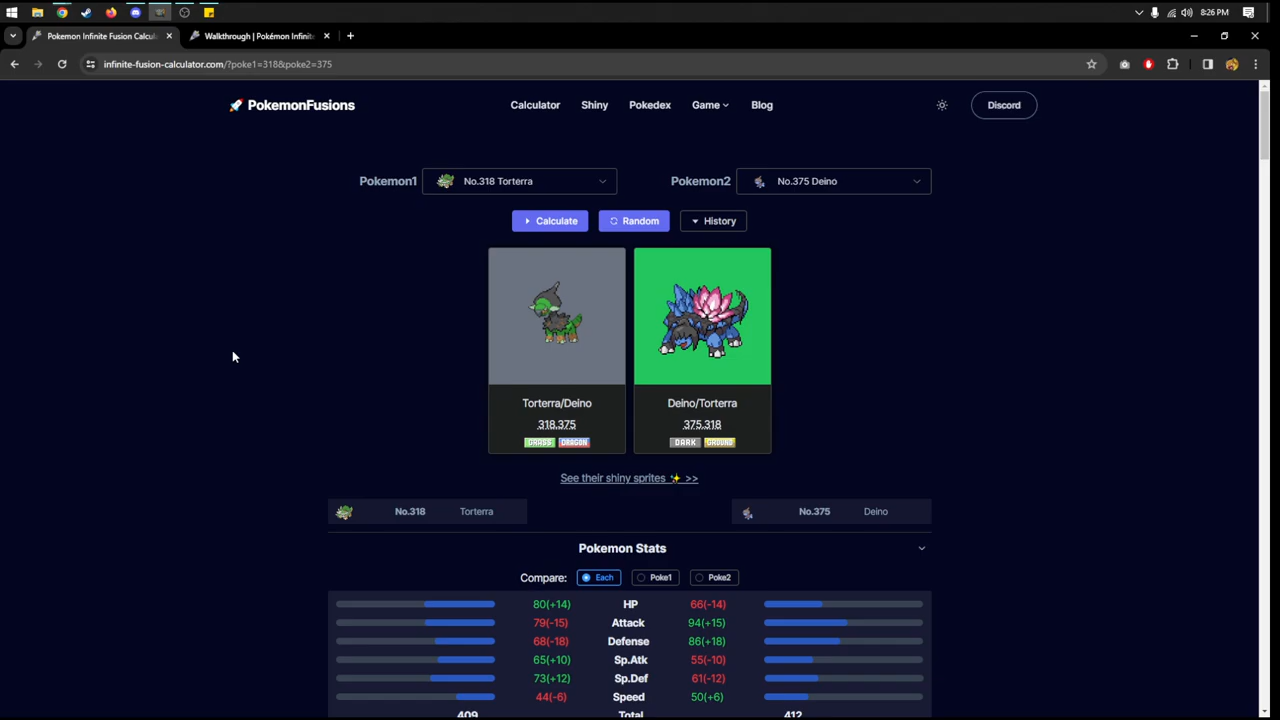 8:26 PM
Pokemon Infinite Fusion Calcul
Walkthrough | Pokémon Infinite
infinite-fusion-calculator.com/?poke1=318&poke2=375
PokemonFusions
Calculator Shiny Pokedex Game Blog
Discord
Pokemon1 No.318 Torterra
Pokemon2 No.375 Deino
Calculate Random History
Torterra/Deino Deino/Torterra
318.375 375.318
GRASS DRAGON DARK GROUND
See their shiny sprites ✨ >>
No.318 Torterra No.375 Deino
Pokemon Stats
Compare: Each Poke1 Poke2
80(+14) HP 66(-14)
79(-15) Attack 94(+15)
68(-18) Defense 86(+18)
65(+10) Sp.Atk 55(-10)
73(+12) Sp.Def 61(-12)
44(-6) Speed 50(+6)
409 Total 412